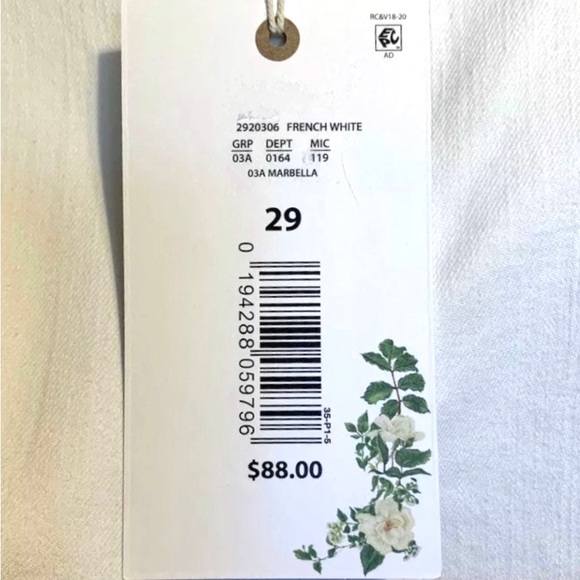 RC&V18-20
EPC
AD
2920306 FRENCH WHITE
GRP DEPT MIC
03A 0164 119
03A MARBELLA
29
0 194288 059796
35-P1-5
$88.00